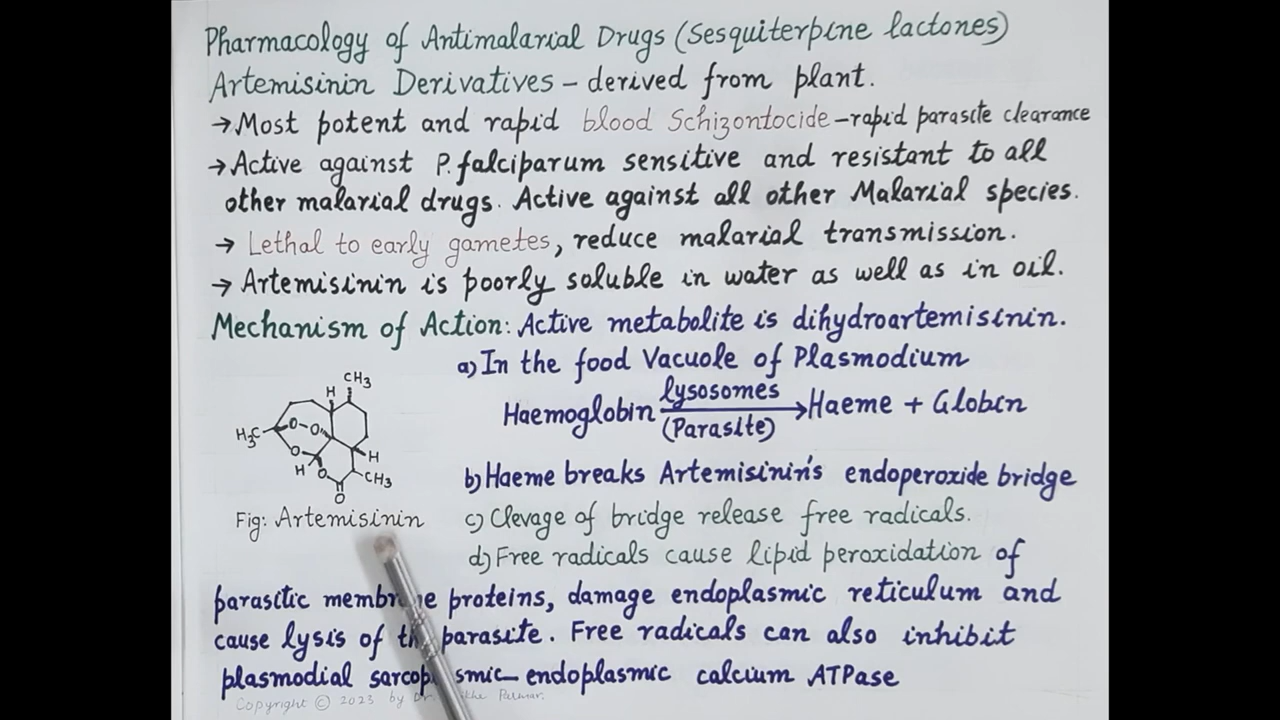 Pharmacology of Antimalarial Drugs (Sesquiterpine lactones)
Artemisinin Derivatives – derived from plant.
→ Most potent and rapid blood Schizontocide – rapid parasite clearance
→ Active against P. falciparum sensitive and resistant to all
other malarial drugs. Active against all other Malarial species.
→ Lethal to early gametes, reduce malarial transmission.
→ Artemisinin is poorly soluble in water as well as in oil.
Mechanism of Action: Active metabolite is dihydroartemisinin.
a) In the food Vacuole of Plasmodium
Haemoglobin lysosomes (Parasite) → Haeme + Globin
CH3
H
H3C
O–O
O
H
O
H
CH3
O
Fig: Artemisinin
b) Haeme breaks Artemisinin's endoperoxide bridge
c) Clevage of bridge release free radicals.
d) Free radicals cause lipid peroxidation of
parasitic proteins, damage endoplasmic reticulum and
cause lysis of parasite. Free radicals can also inhibit
plasmodial endoplasmic calcium ATPase
Copyright © 2023 by Dr. Parmar.